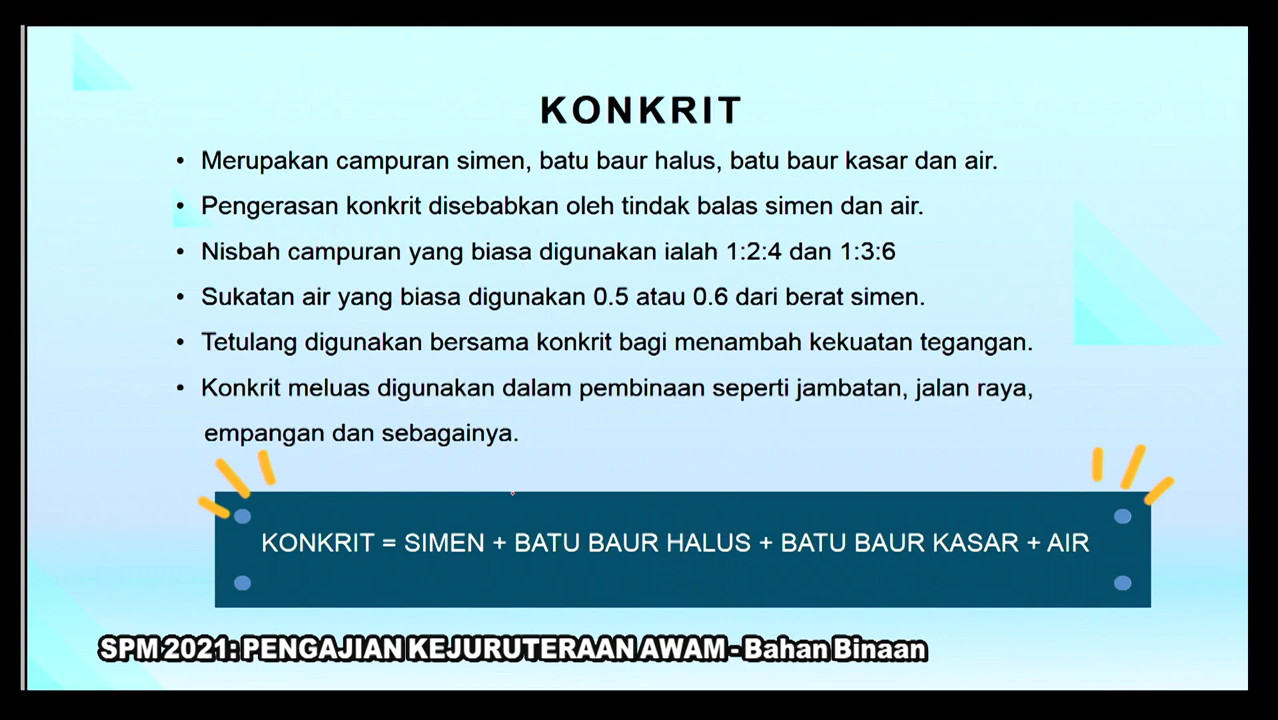 KONKRIT
• Merupakan campuran simen, batu baur halus, batu baur kasar dan air.
• Pengerasan konkrit disebabkan oleh tindak balas simen dan air.
• Nisbah campuran yang biasa digunakan ialah 1:2:4 dan 1:3:6
• Sukatan air yang biasa digunakan 0.5 atau 0.6 dari berat simen.
• Tetulang digunakan bersama konkrit bagi menambah kekuatan tegangan.
• Konkrit meluas digunakan dalam pembinaan seperti jambatan, jalan raya,
empangan dan sebagainya.
KONKRIT = SIMEN + BATU BAUR HALUS + BATU BAUR KASAR + AIR
SPM 2021: PENGAJIAN KEJURUTERAAN AWAM - Bahan Binaan